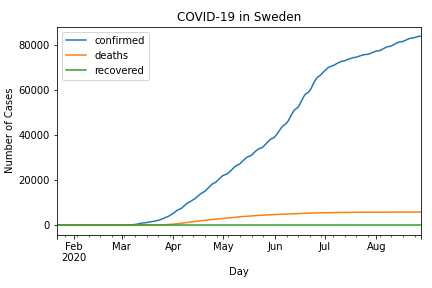 COVID-19 in Sweden
confirmed
deaths
recovered
80000
60000
40000
20000
0
Number of Cases
Feb Mar Apr May Jun Jul Aug
2020
Day